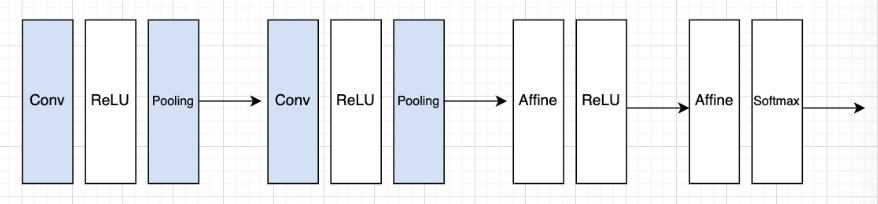 Conv ReLU Pooling Conv ReLU Pooling Affine ReLU Affine Softmax